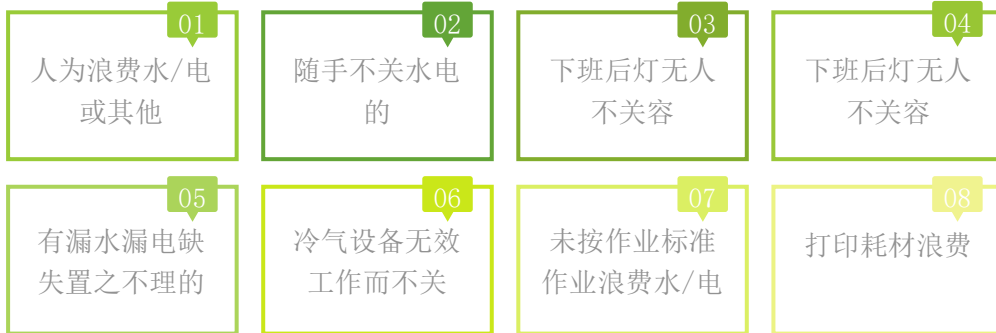 01
人为浪费水/电
或其他
02
随手不关水电
的
03
下班后灯无人
不关容
04
下班后灯无人
不关容
05
有漏水漏电缺
失置之不理的
06
冷气设备无效
工作而不关
07
未按作业标准
作业浪费水/电
08
打印耗材浪费